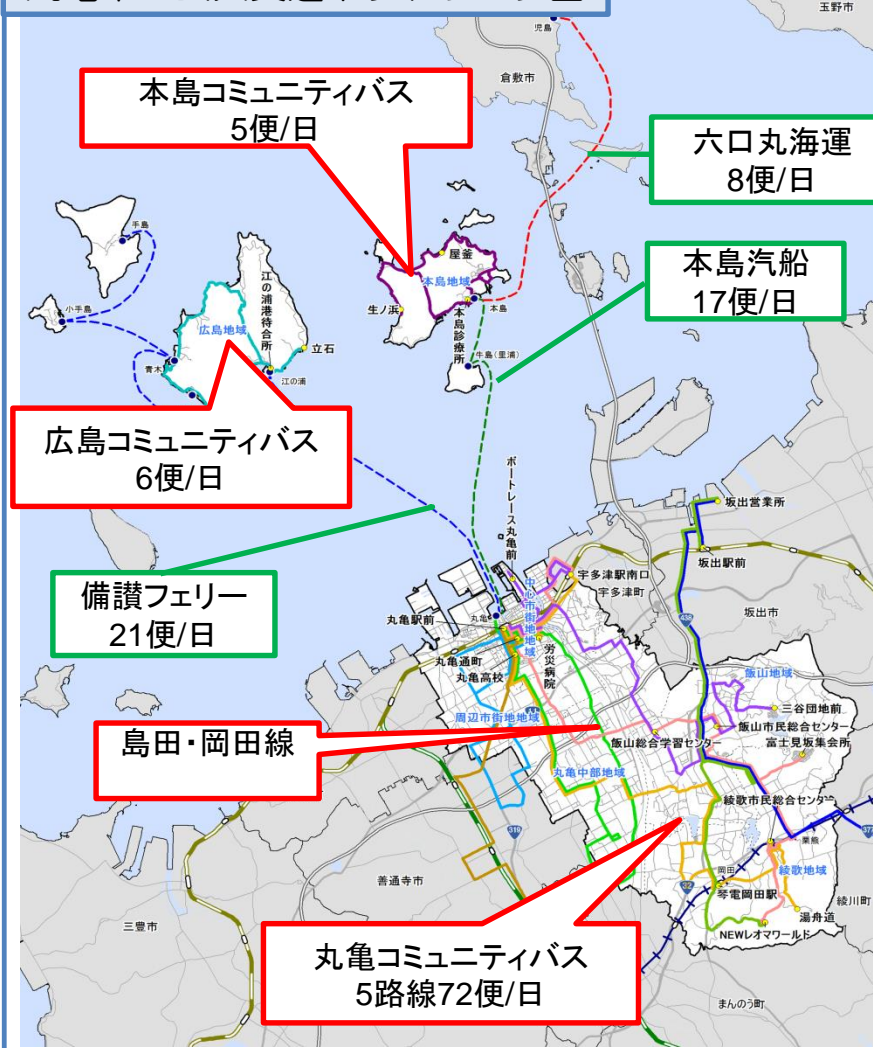 玉野市
児島
倉敷市
本島コミュニティバス
5便/日
六口丸海運
8便/日
手島
屋釜
本島地域
本島汽船
17便/日
小手島
江の浦港待合所
生ノ浜
本島
広島地域
本島診療所
立石
牛島(里浦)
青木
江の浦
広島コミュニティバス
6便/日
ボートレース丸亀前
坂出営業所
坂出駅前
備讃フェリー
21便/日
宇多津駅南口
宇多津町
中心市街地地域
丸亀駅前
丸亀
坂出市
438
丸亀通町
労災病院
丸亀高校
飯山地域
周辺市街地地域
三谷団地前
飯山市民総合センター
島田・岡田線
飯山総合学習センター
富士見坂集会所
丸亀中部地域
綾歌市民総合センター
319
377
栗熊
岡田
綾歌地域
善通寺市
32
琴電岡田駅
綾川町
三豊市
湯舟道
NEWレオマワールド
丸亀コミュニティバス
5路線72便/日
まんのう町